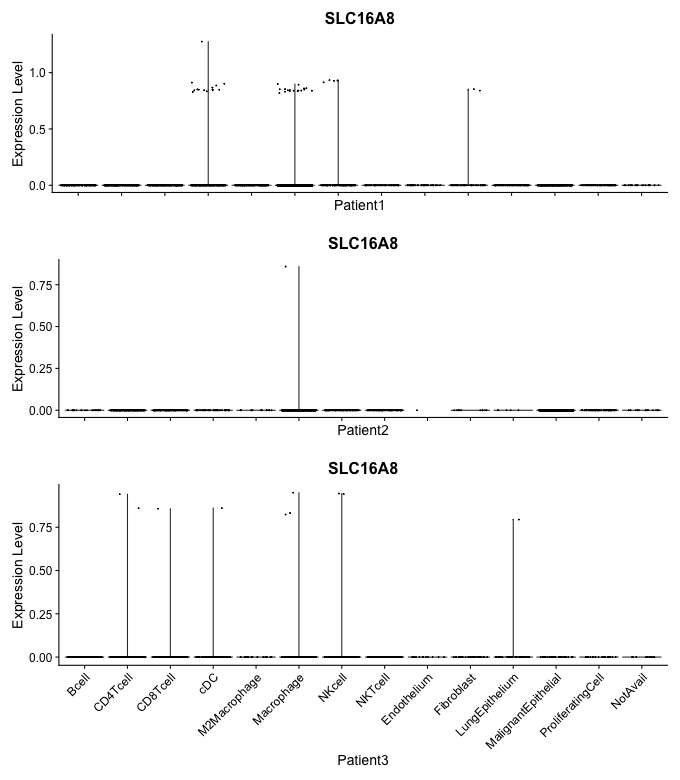 SLC16A8
Expression Level
1.0
0.5
0.0
Patient1
SLC16A8
Expression Level
0.75
0.50
0.25
0.00
Patient2
SLC16A8
Expression Level
0.75
0.50
0.25
0.00
Bcell
CD4Tcell
CD8Tcell
cDC
M2Macrophage
Macrophage
NKcell
NKTcell
Endothelium
Fibroblast
LungEpithelium
MalignantEpithelial
ProliferatingCell
NotAvail
Patient3